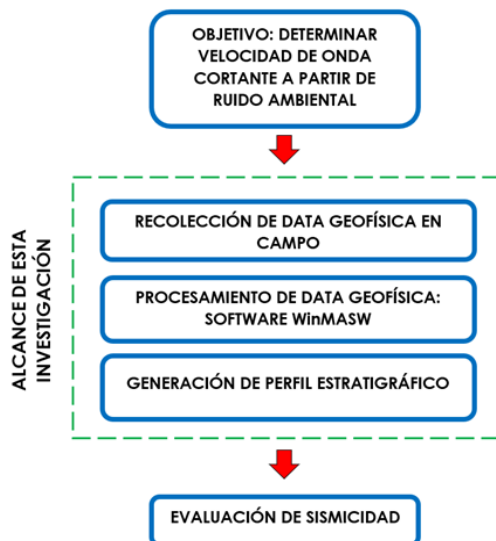 OBJETIVO: DETERMINAR
VELOCIDAD DE ONDA
CORTANTE A PARTIR DE
RUIDO AMBIENTAL
ALCANCE DE ESTA
INVESTIGACIÓN
RECOLECCIÓN DE DATA GEOFÍSICA EN
CAMPO
PROCESAMIENTO DE DATA GEOFÍSICA:
SOFTWARE WinMASW
GENERACIÓN DE PERFIL ESTRATIGRÁFICO
EVALUACIÓN DE SISMICIDAD